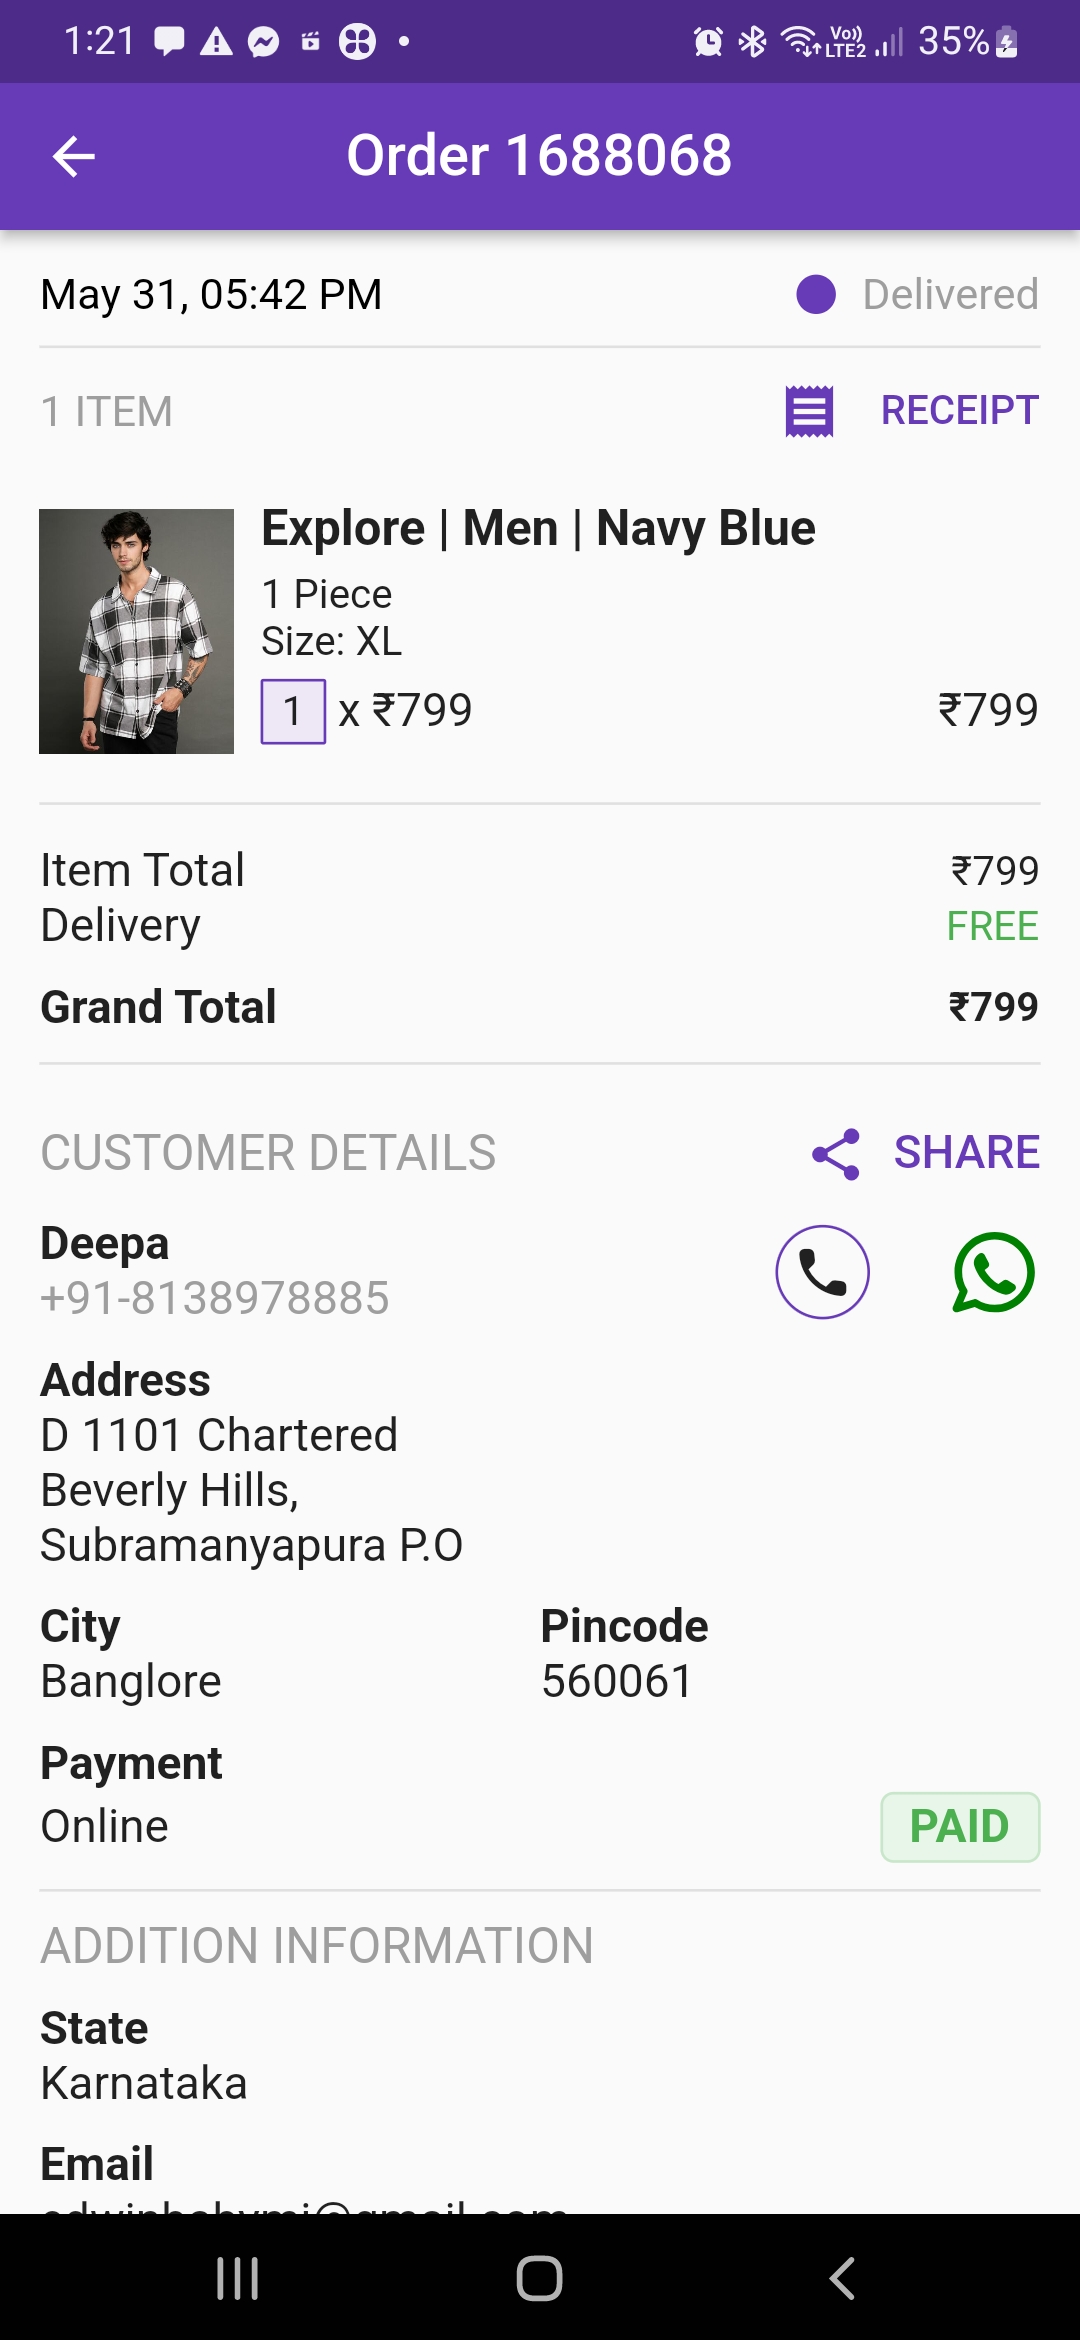 1:21
Vo))
LTE2
35%
Order 1688068
May 31, 05:42 PM
Delivered
1 ITEM
RECEIPT
Explore | Men | Navy Blue
1 Piece
Size: XL
1 x ₹799
₹799
Item Total
₹799
Delivery
FREE
Grand Total
₹799
CUSTOMER DETAILS
SHARE
Deepa
+91-8138978885
Address
D 1101 Chartered
Beverly Hills,
Subramanyapura P.O
City
Pincode
Banglore
560061
Payment
Online
PAID
ADDITION INFORMATION
State
Karnataka
Email